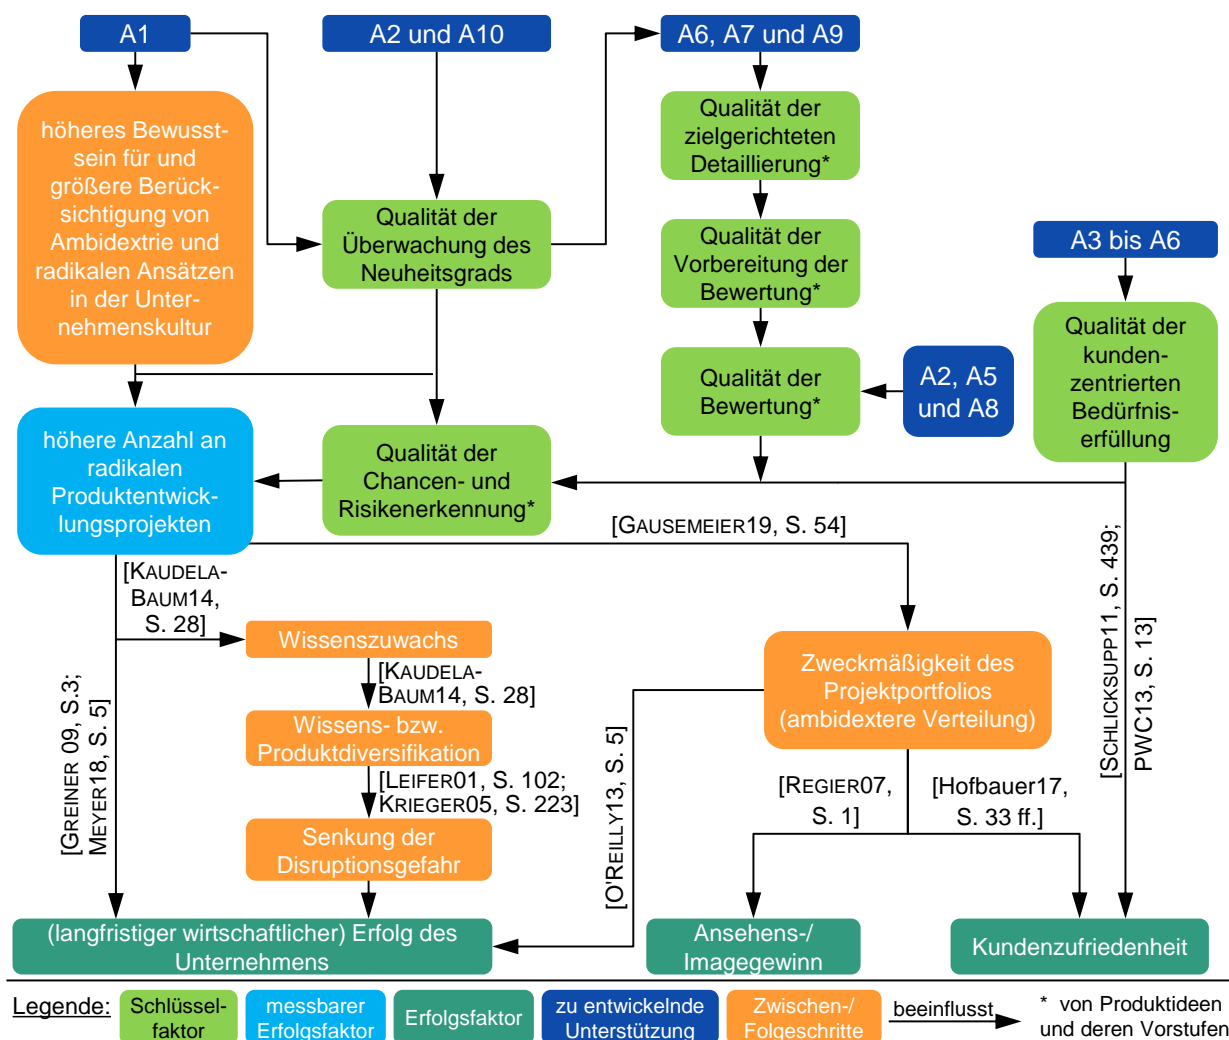 A1
A2 und A10
A6, A7 und A9
höheres Bewusst-
sein für und
größere Berück-
sichtigung von
Ambidextrie und
radikalen Ansätzen
in der Unter-
nehmenskultur
Qualität der
Überwachung des
Neuheitsgrads
Qualität der
zielgerichteten
Detaillierung*
Qualität der
Vorbereitung der
Bewertung*
Qualität der
Bewertung*
A2, A5
und A8
A3 bis A6
Qualität der
kunden-
zentrierten
Bedürfnis-
erfüllung
höhere Anzahl an
radikalen
Produktentwick-
lungsprojekten
Qualität der
Chancen- und
Risikenerkennung*
[GAUSEMEIER19, S. 54]
[KAUDELA-
BAUM14,
S. 28]
[GREINER 09, S.3;
MEYER18, S. 5]
Wissenszuwachs
[KAUDELA-
BAUM14, S. 28]
Wissens- bzw.
Produktdiversifikation
[LEIFER01, S. 102;
KRIEGER05, S. 223]
Senkung der
Disruptionsgefahr
[O'REILLY13, S. 5]
Zweckmäßigkeit des
Projektportfolios
(ambidextere Verteilung)
[REGIER07,
S. 1]
[Hofbauer17,
S. 33 ff.]
[SCHLICKSUPP11, S. 439;
PWC13, S. 13]
(langfristiger wirtschaftlicher) Erfolg des
Unternehmens
Ansehens-/
Imagegewinn
Kundenzufriedenheit
Legende:
Schlüssel-
faktor
messbarer
Erfolgsfaktor
Erfolgsfaktor
zu entwickelnde
Unterstützung
Zwischen-/
Folgeschritte
beeinflusst
* von Produktideen
und deren Vorstufen